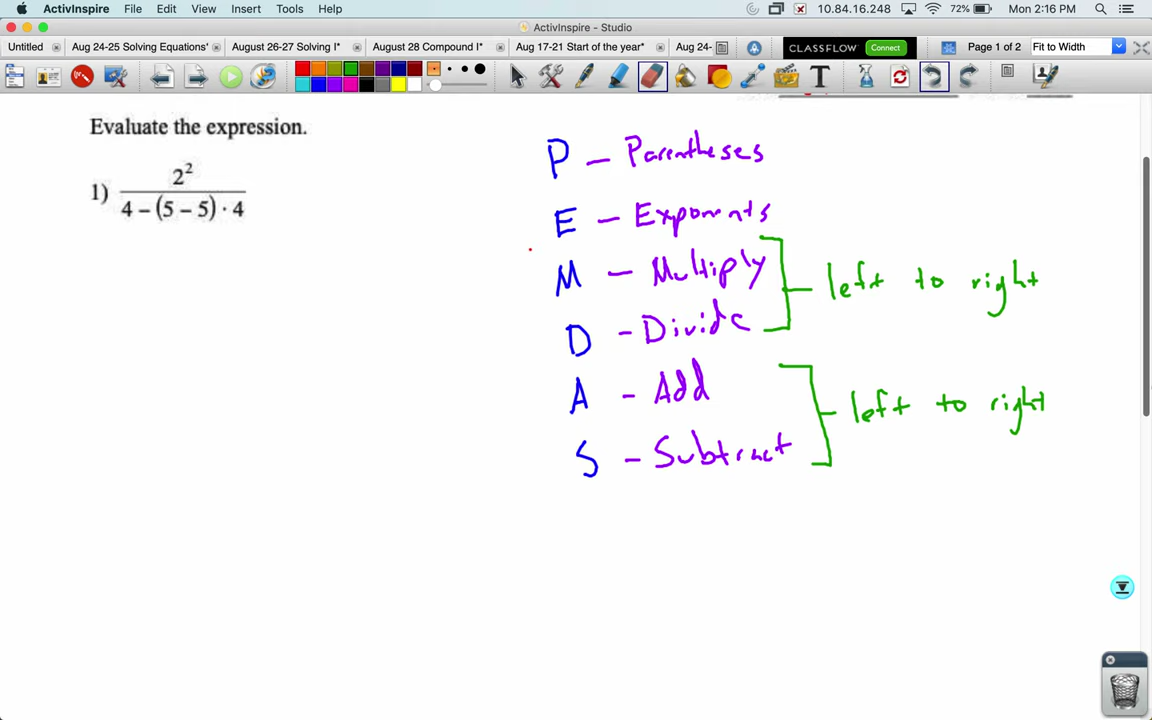 ActivInspire File Edit View Insert Tools Help 10.84.16.248 72% Mon 2:16 PM
ActivInspire - Studio
Untitled Aug 24-25 Solving Equations* August 26-27 Solving I* August 28 Compound I* Aug 17-21 Start of the year* Aug 24- CLASSFLOW Connect Page 1 of 2 Fit to Width
Evaluate the expression.
1) 2²
4 − (5 − 5) · 4
P - Parentheses
E - Exponents
M - Multiply
D - Divide
left to right
A - Add
S - Subtract
left to right